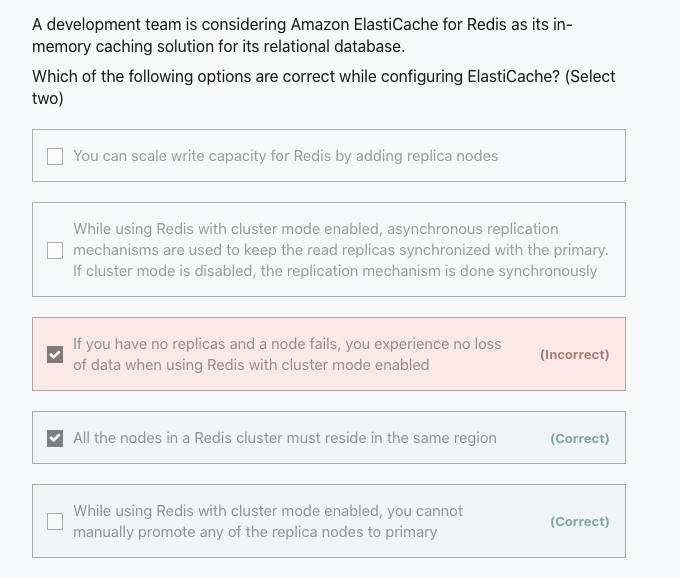 A development team is considering Amazon ElastiCache for Redis as its in-
memory caching solution for its relational database.
Which of the following options are correct while configuring ElastiCache? (Select
two)
You can scale write capacity for Redis by adding replica nodes
While using Redis with cluster mode enabled, asynchronous replication
mechanisms are used to keep the read replicas synchronized with the primary.
If cluster mode is disabled, the replication mechanism is done synchronously
If you have no replicas and a node fails, you experience no loss
of data when using Redis with cluster mode enabled
(Incorrect)
All the nodes in a Redis cluster must reside in the same region
(Correct)
While using Redis with cluster mode enabled, you cannot
manually promote any of the replica nodes to primary
(Correct)